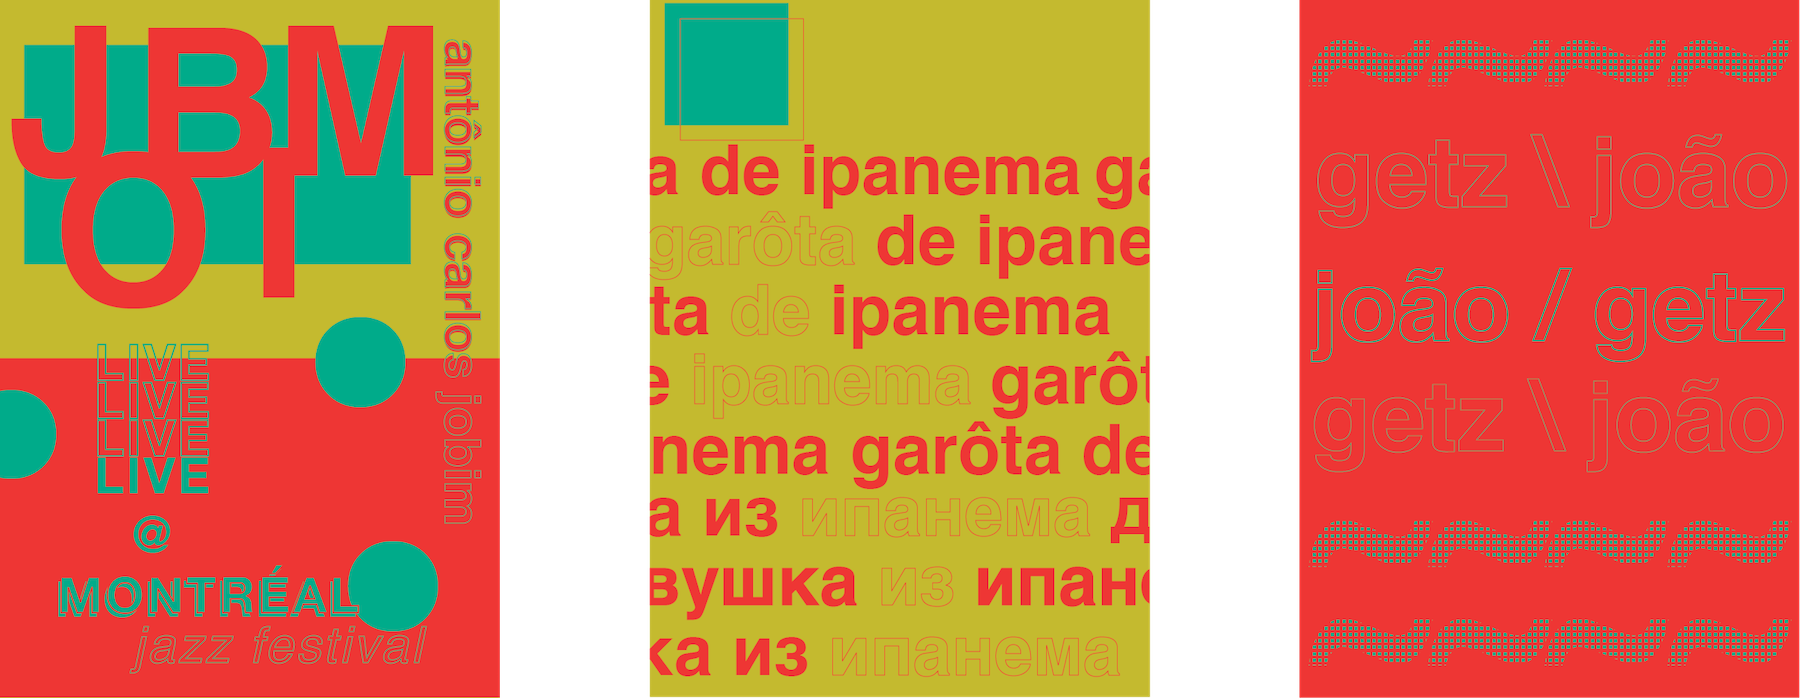 JBM
OI
antônio carlos jobim
LIVE
LIVE
LIVE
LIVE
@
MONTRÉAL
jazz festival
a de ipanema ga
garôta de ipane
ta de ipanema
e ipanema garôt
nema garôta de
а из ипанема д
вушка из ипан
ка из ипанема
getz \ joão
joão / getz
getz \ joão